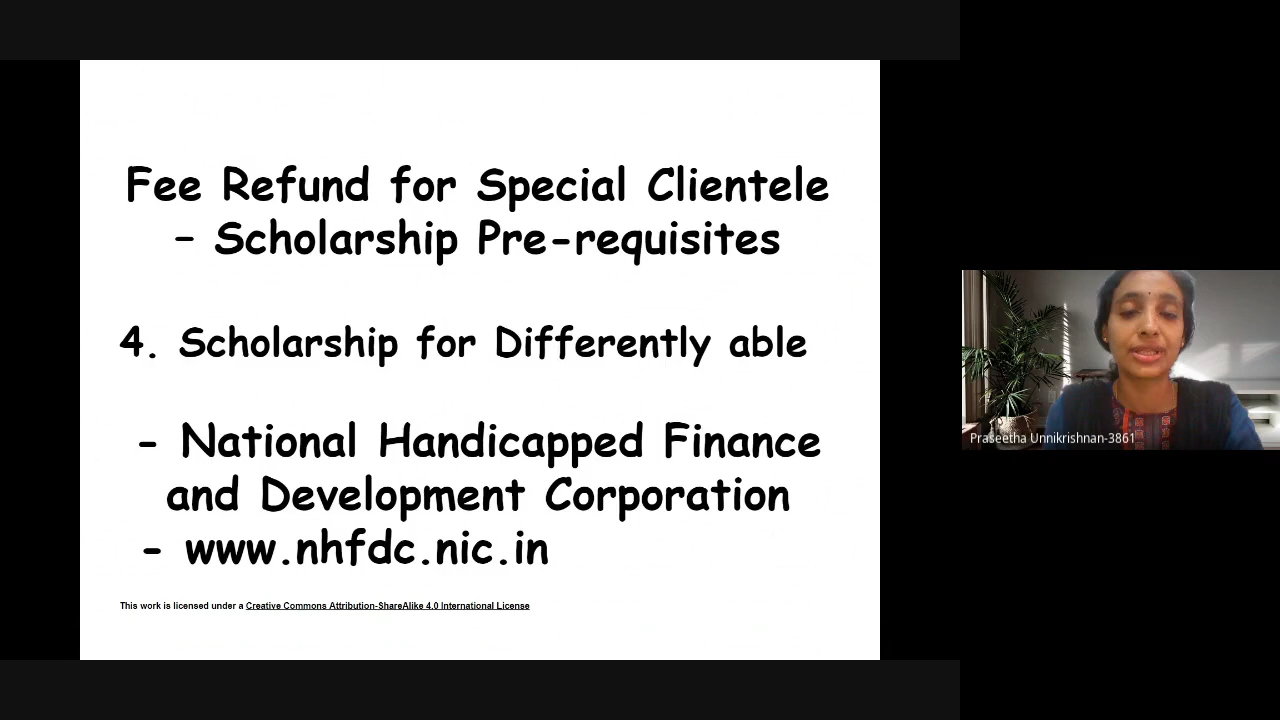 Fee Refund for Special Clientele
– Scholarship Pre-requisites
4. Scholarship for Differently able
- National Handicapped Finance
and Development Corporation
- www.nhfdc.nic.in
This work is licensed under a Creative Commons Attribution-ShareAlike 4.0 International License
Praseetha Unnikrishnan-3861